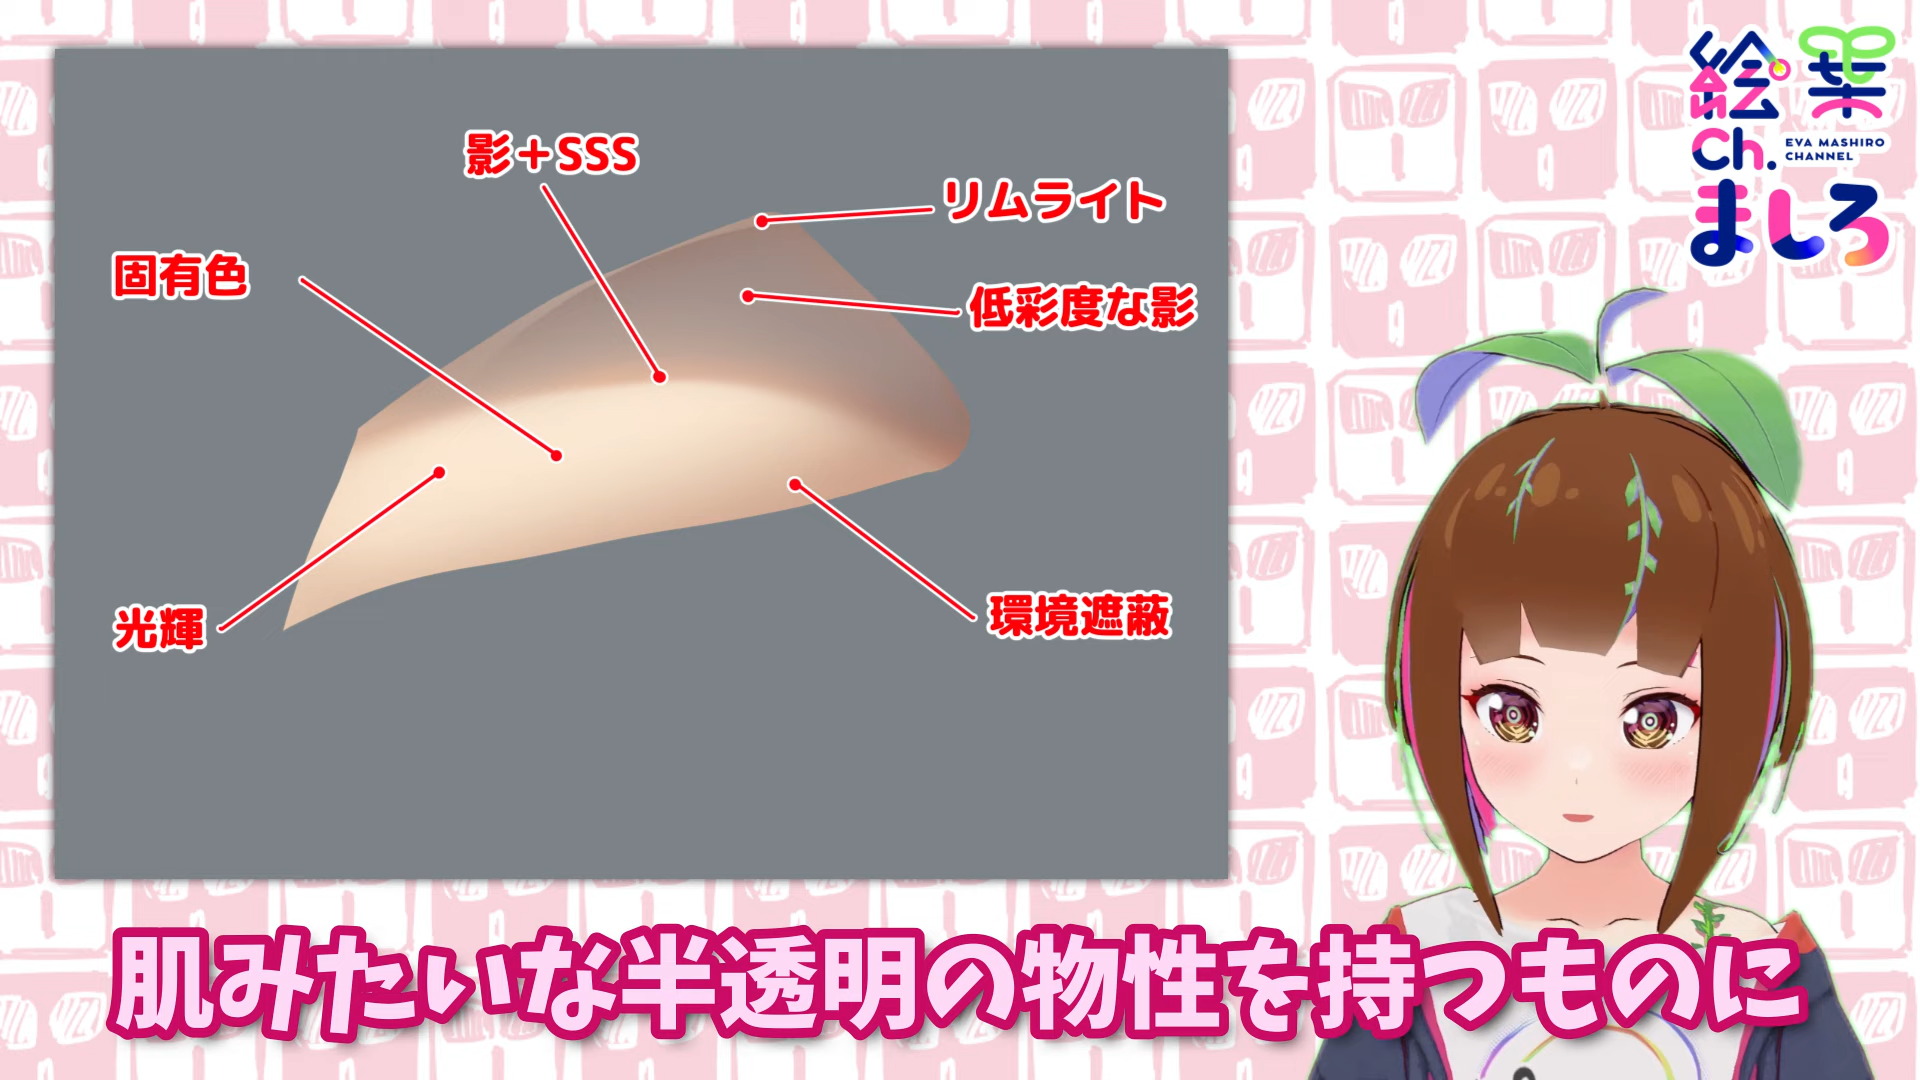 影＋SSS
リムライト
固有色
低彩度な影
光輝
環境遮蔽
絵葉
Ch.
EVA MASHIRO
CHANNEL
ましろ
肌みたいな半透明の物性を持つものに